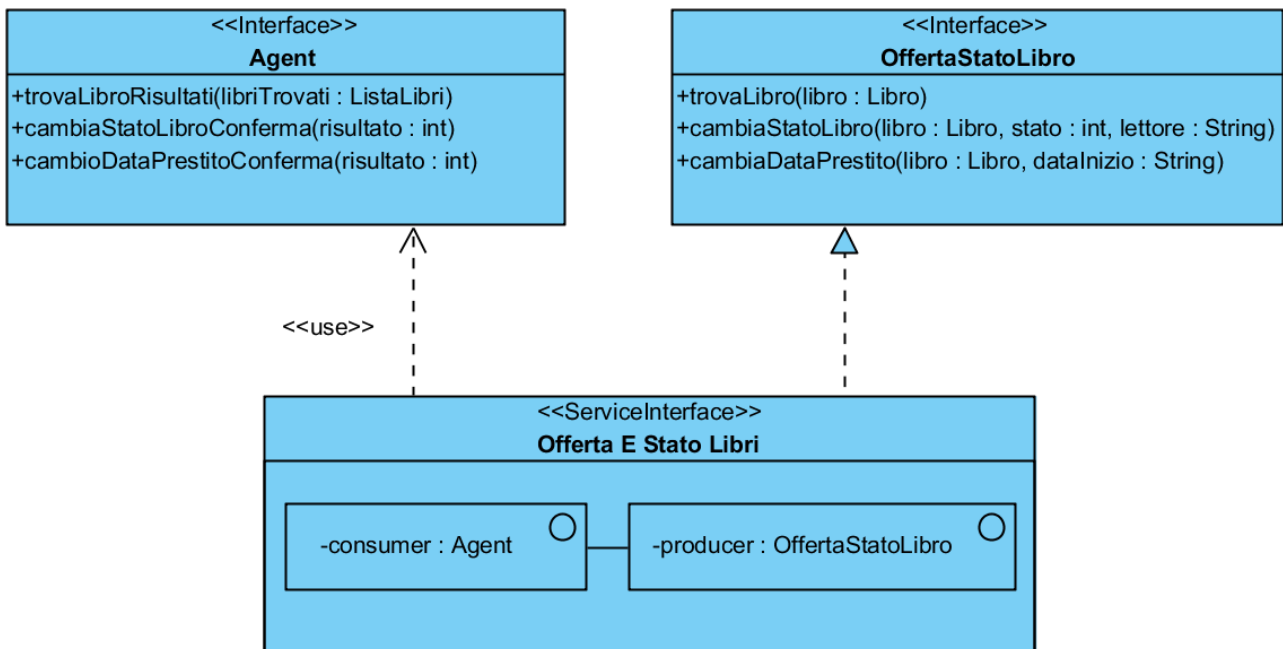 <<Interface>>
Agent
+trovaLibroRisultati(libriTrovati : ListaLibri)
+cambiaStatoLibroConferma(risultato : int)
+cambioDataPrestitoConferma(risultato : int)
<<Interface>>
OffertaStatoLibro
+trovaLibro(libro : Libro)
+cambiaStatoLibro(libro : Libro, stato : int, lettore : String)
+cambiaDataPrestito(libro : Libro, dataInizio : String)
<<use>>
<<ServiceInterface>>
Offerta E Stato Libri
-consumer : Agent
-producer : OffertaStatoLibro